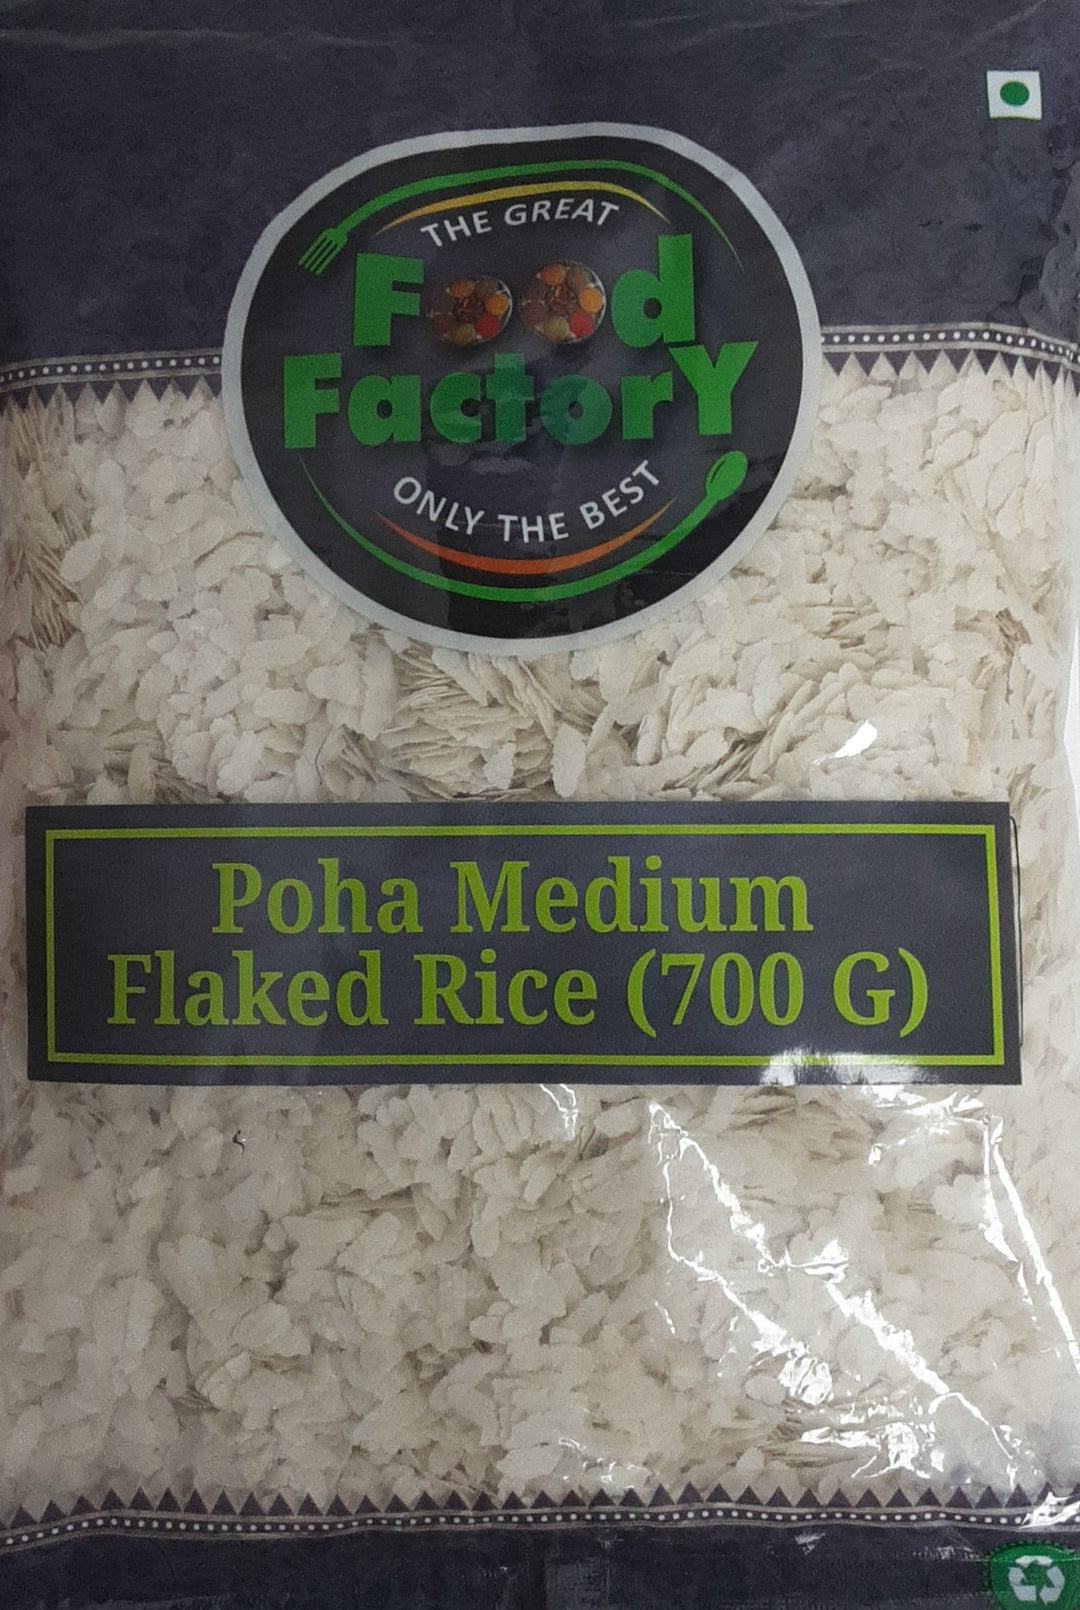 THE GREAT
Food
FactorY
ONLY THE BEST
Poha Medium
Flaked Rice (700 G)